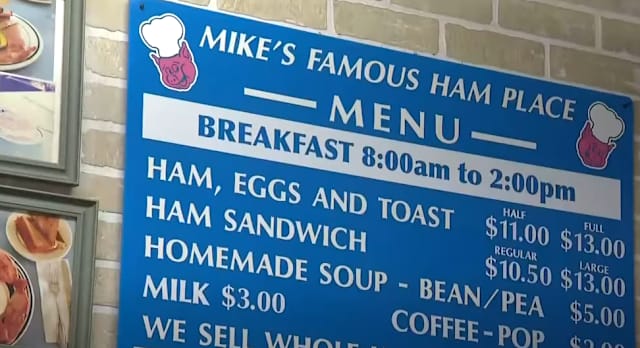 MIKE'S FAMOUS HAM PLACE
MENU
BREAKFAST 8:00am to 2:00pm
HALF FULL
HAM, EGGS AND TOAST $11.00 $13.00
REGULAR LARGE
HAM SANDWICH $10.50 $13.00
HOMEMADE SOUP - BEAN/PEA $5.00
MILK $3.00 COFFEE-POP
WE SELL WHOLE